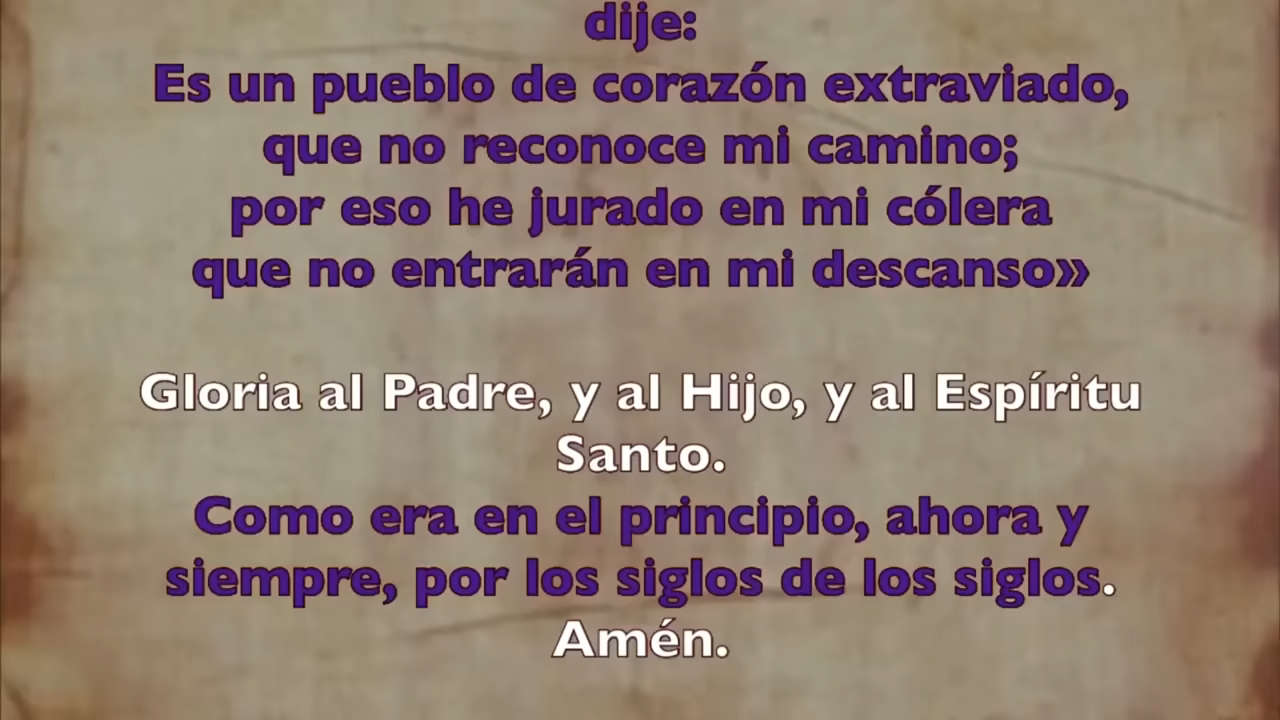 dije:
Es un pueblo de corazón extraviado,
que no reconoce mi camino;
por eso he jurado en mi cólera
que no entrarán en mi descanso»
Gloria al Padre, y al Hijo, y al Espíritu
Santo.
Como era en el principio, ahora y
siempre, por los siglos de los siglos.
Amén.